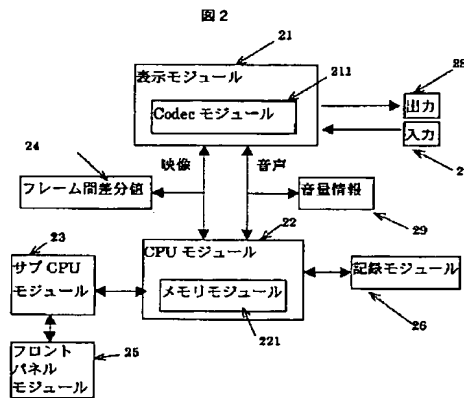 図2
21
表示モジュール
211
Codec モジュール
28
出力
入力
24
映像
音声
フレーム間差分値
音量情報
23
22
29
サブ CPU
モジュール
CPU モジュール
メモリモジュール
記録モジュール
221
26
フロント
パネル
モジュール
25